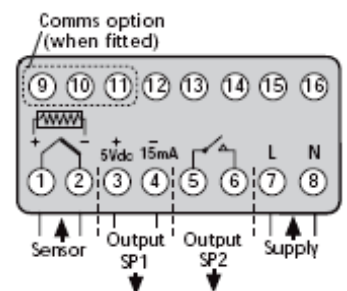 Comms option
(when fitted)
9 10 11 12 13 14 15 16
+ - + 5Vdc - 15mA L N
1 2 3 4 5 6 7 8
Sensor Output SP1 Output SP2 Supply